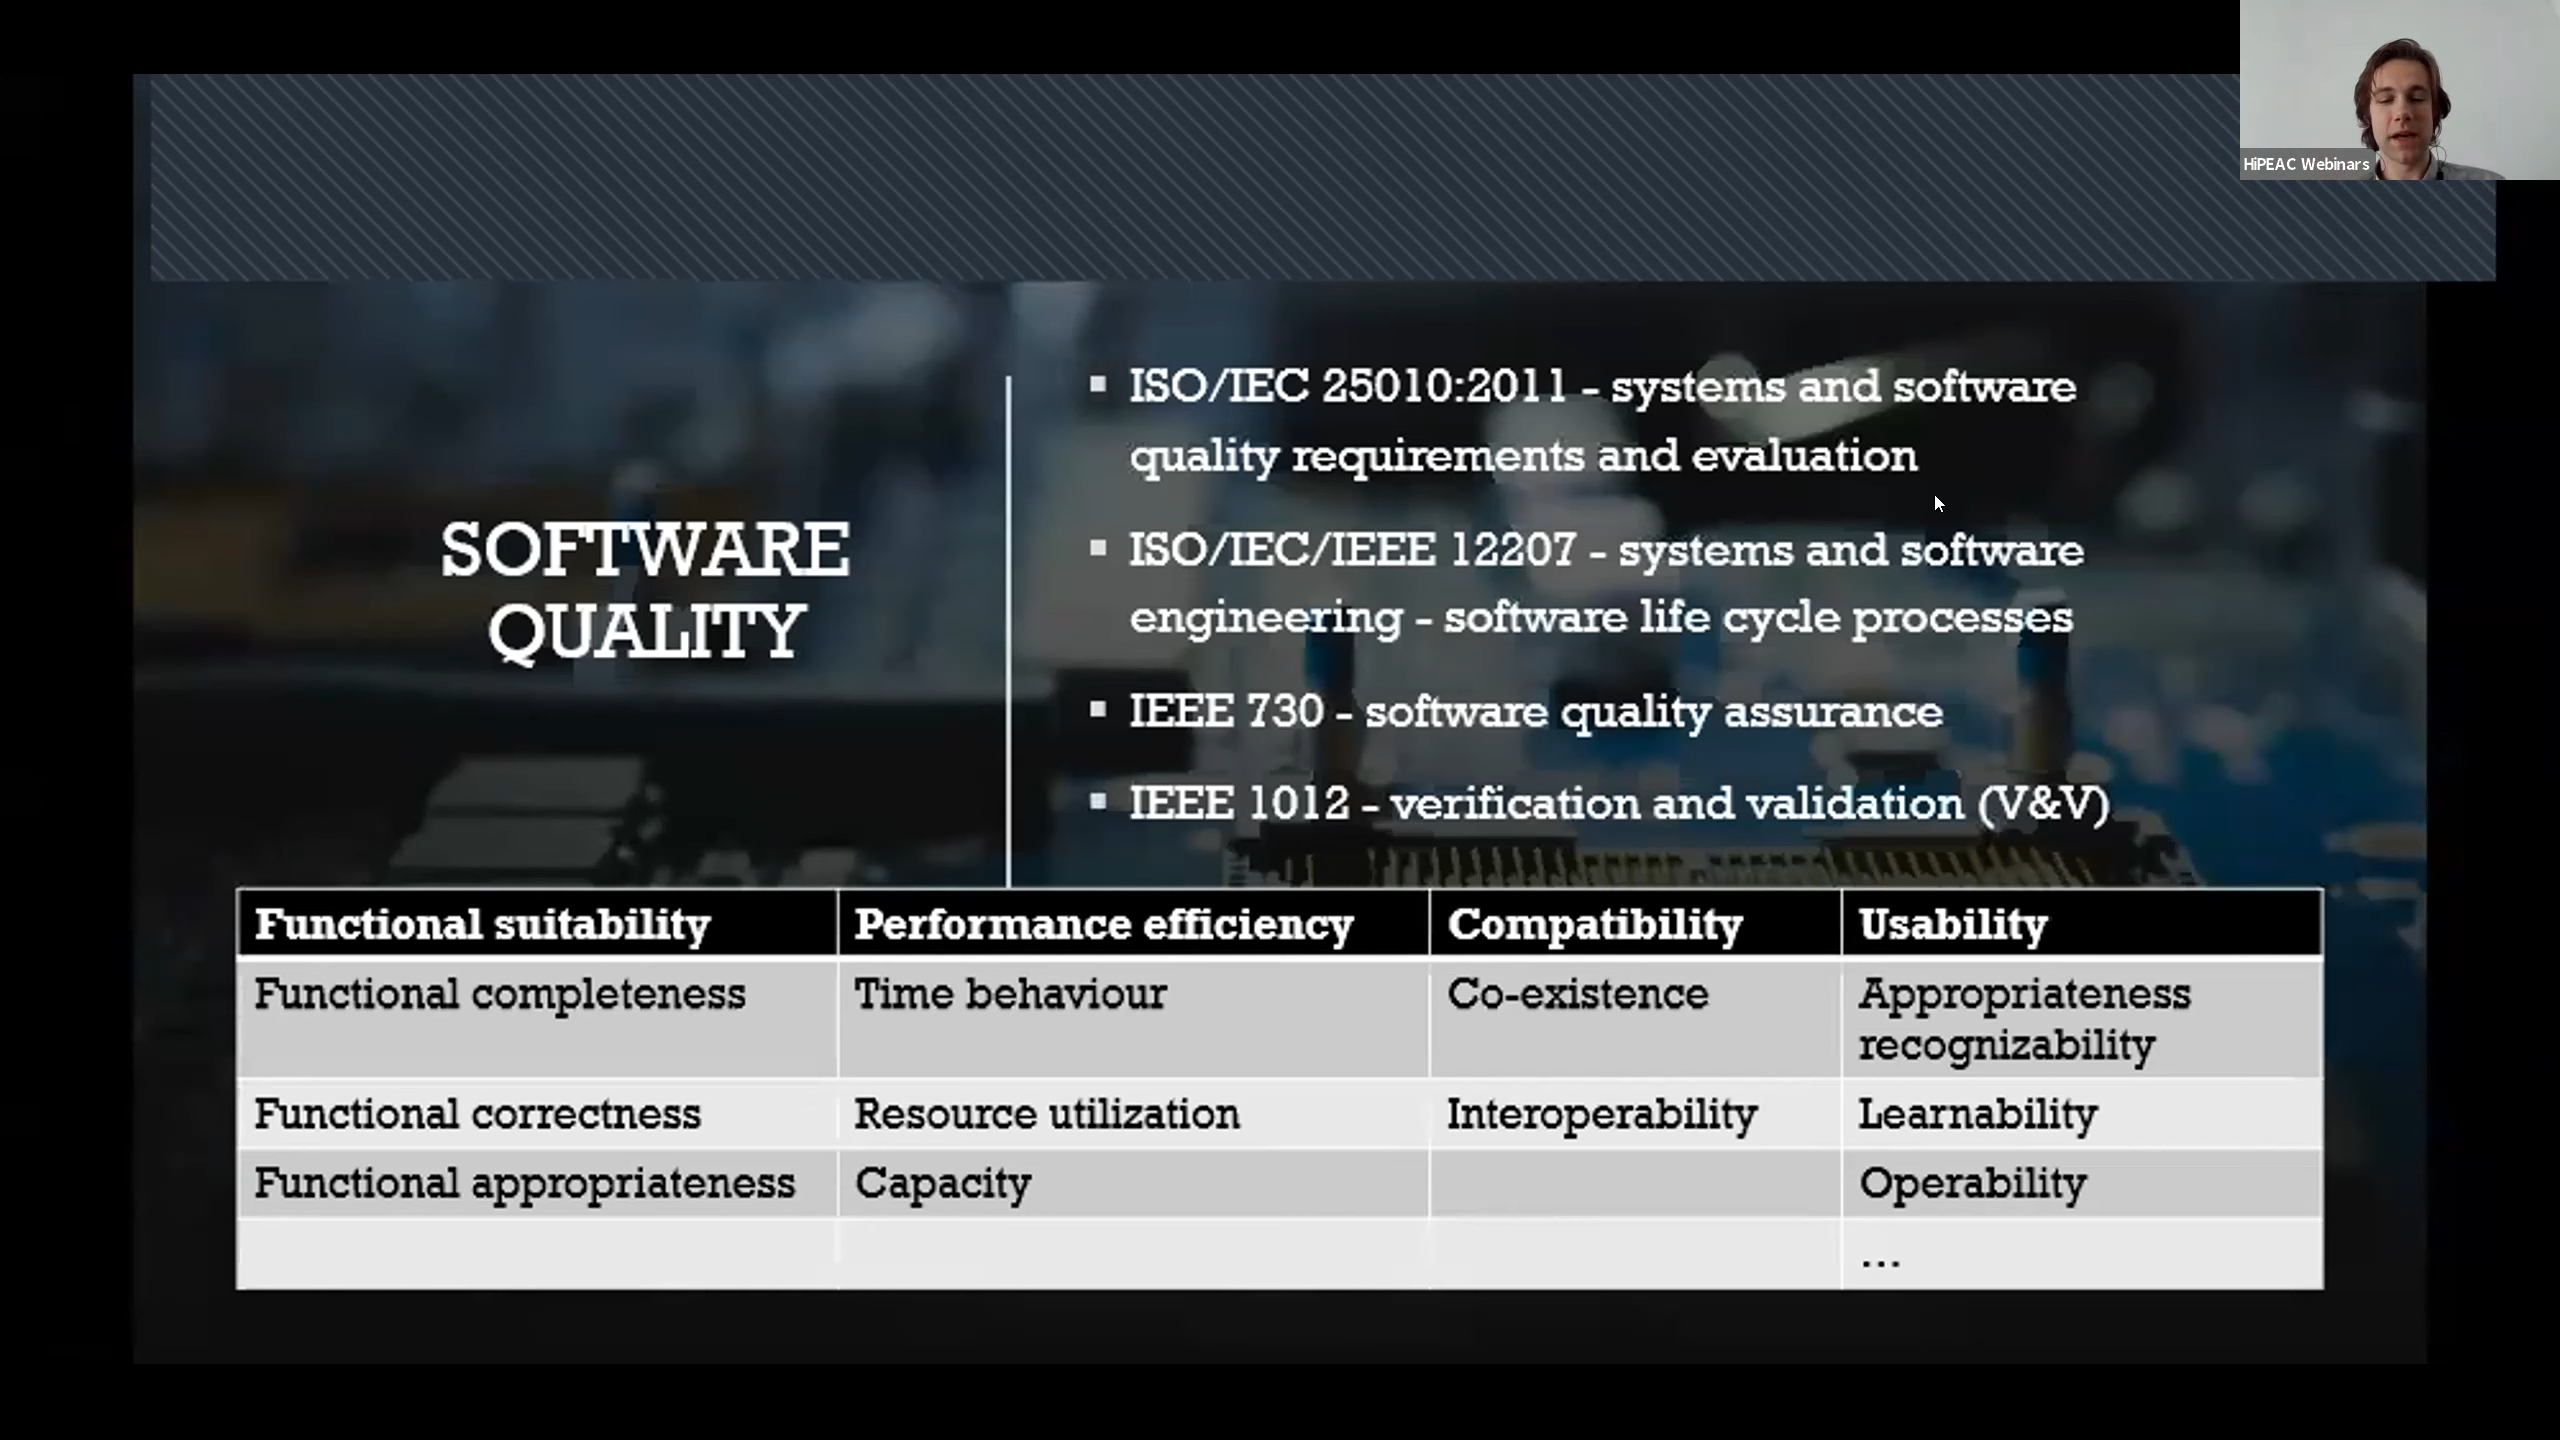 HiPEAC Webinars
SOFTWARE
QUALITY
▪ ISO/IEC 25010:2011 - systems and software
quality requirements and evaluation
▪ ISO/IEC/IEEE 12207 - systems and software
engineering - software life cycle processes
▪ IEEE 730 - software quality assurance
▪ IEEE 1012 - verification and validation (V&V)
Functional suitability Performance efficiency Compatibility Usability
Functional completeness Time behaviour Co-existence Appropriateness
recognizability
Functional correctness Resource utilization Interoperability Learnability
Functional appropriateness Capacity Operability
...